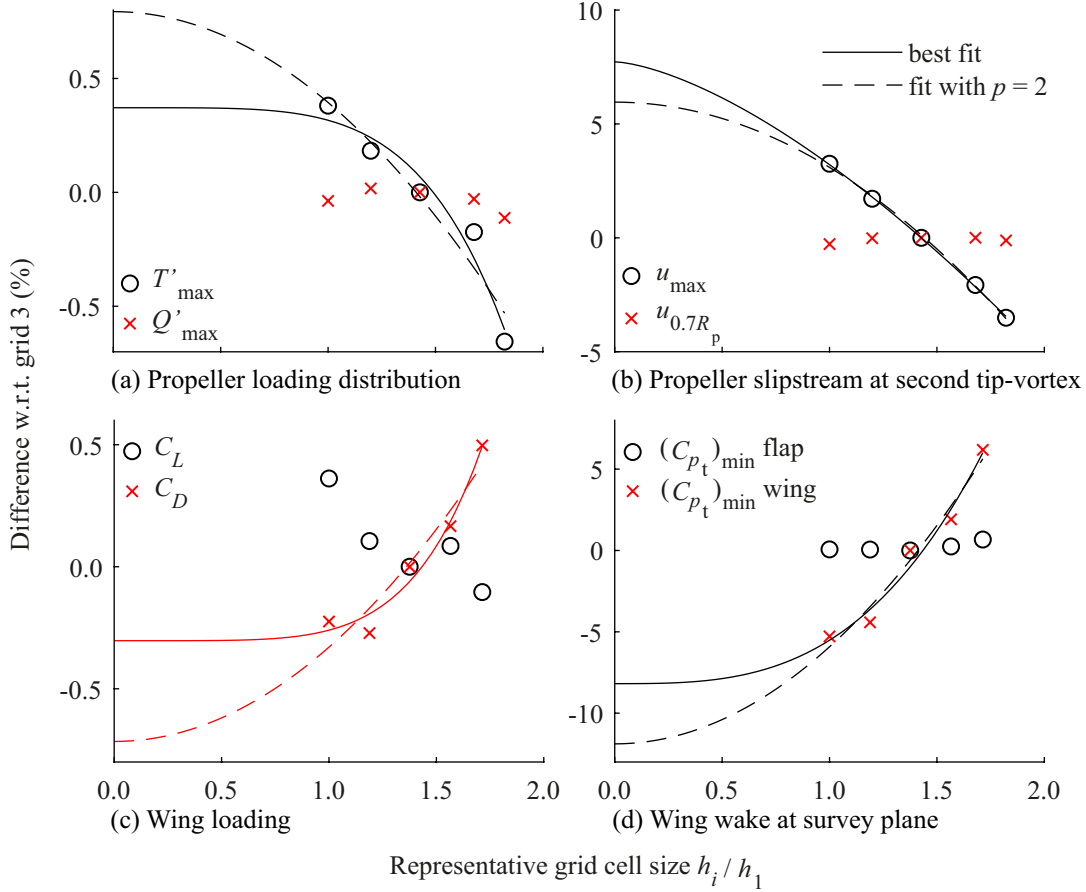 Difference w.r.t. grid 3 (%)
0.5
0.0
-0.5
T'max
Q'max
(a) Propeller loading distribution
10
5
0
-5
best fit
fit with p = 2
umax
u0.7Rp
(b) Propeller slipstream at second tip-vortex
0.5
0.0
-0.5
CL
CD
0.0 0.5 1.0 1.5 2.0
(c) Wing loading
5
0
-5
-10
(Cpt)min flap
(Cpt)min wing
0.0 0.5 1.0 1.5 2.0
(d) Wing wake at survey plane
Representative grid cell size hi / h1